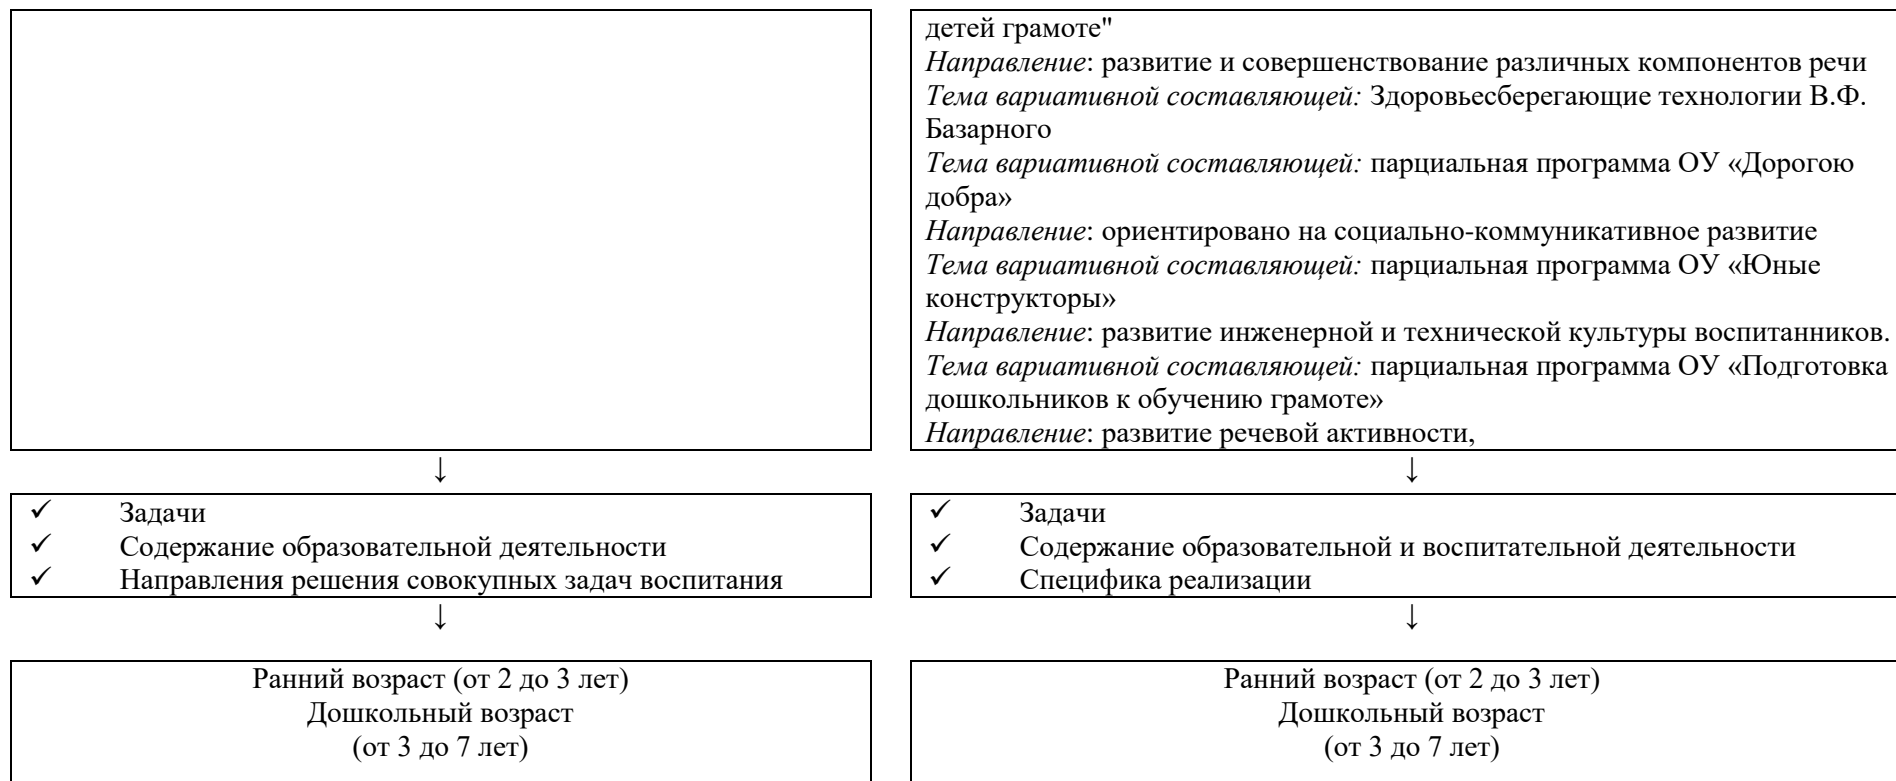 детей грамоте"
Направление: развитие и совершенствование различных компонентов речи
Тема вариативной составляющей: Здоровьесберегающие технологии В.Ф.
Базарного
Тема вариативной составляющей: парциальная программа ОУ «Дорогою
добра»
Направление: ориентировано на социально-коммуникативное развитие
Тема вариативной составляющей: парциальная программа ОУ «Юные
конструкторы»
Направление: развитие инженерной и технической культуры воспитанников.
Тема вариативной составляющей: парциальная программа ОУ «Подготовка
дошкольников к обучению грамоте»
Направление: развитие речевой активности,
↓
↓
✓ Задачи
✓ Содержание образовательной деятельности
✓ Направления решения совокупных задач воспитания
✓ Задачи
✓ Содержание образовательной и воспитательной деятельности
✓ Специфика реализации
↓
↓
Ранний возраст (от 2 до 3 лет)
Дошкольный возраст
(от 3 до 7 лет)
Ранний возраст (от 2 до 3 лет)
Дошкольный возраст
(от 3 до 7 лет)